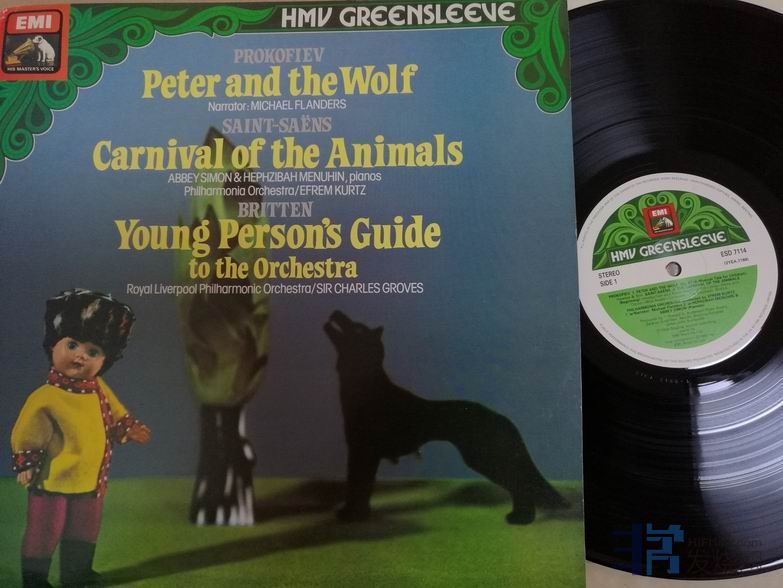 EMI
HIS MASTER'S VOICE
HMV GREENSLEEVE
PROKOFIEV
Peter and the Wolf
Narrator: MICHAEL FLANDERS
SAINT-SAËNS
Carnival of the Animals
ABBEY SIMON & HEPHZIBAH MENUHIN, pianos
Philharmonia Orchestra/EFREM KURTZ
BRITTEN
Young Person's Guide
to the Orchestra
Royal Liverpool Philharmonic Orchestra/SIR CHARLES GROVES
EMI
HMV GREENSLEEVE
STEREO
SIDE 1
ESD 7114
发烧